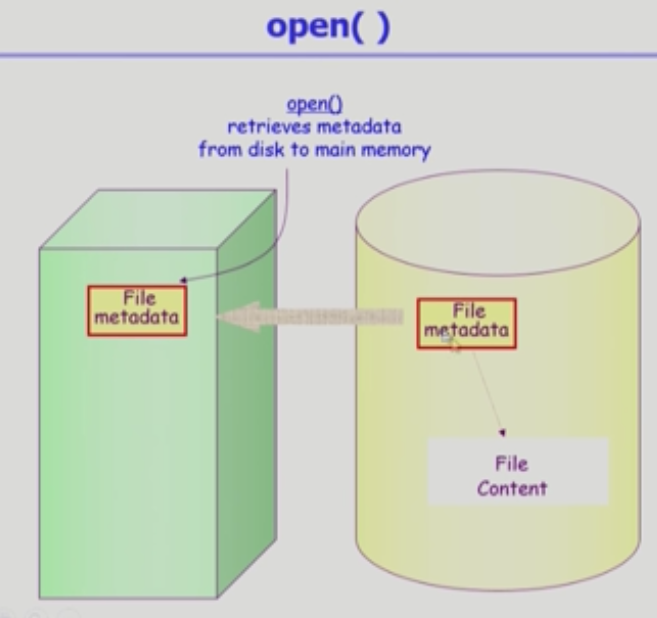 open( )
open()
retrieves metadata
from disk to main memory
File
metadata
File
metadata
File
Content